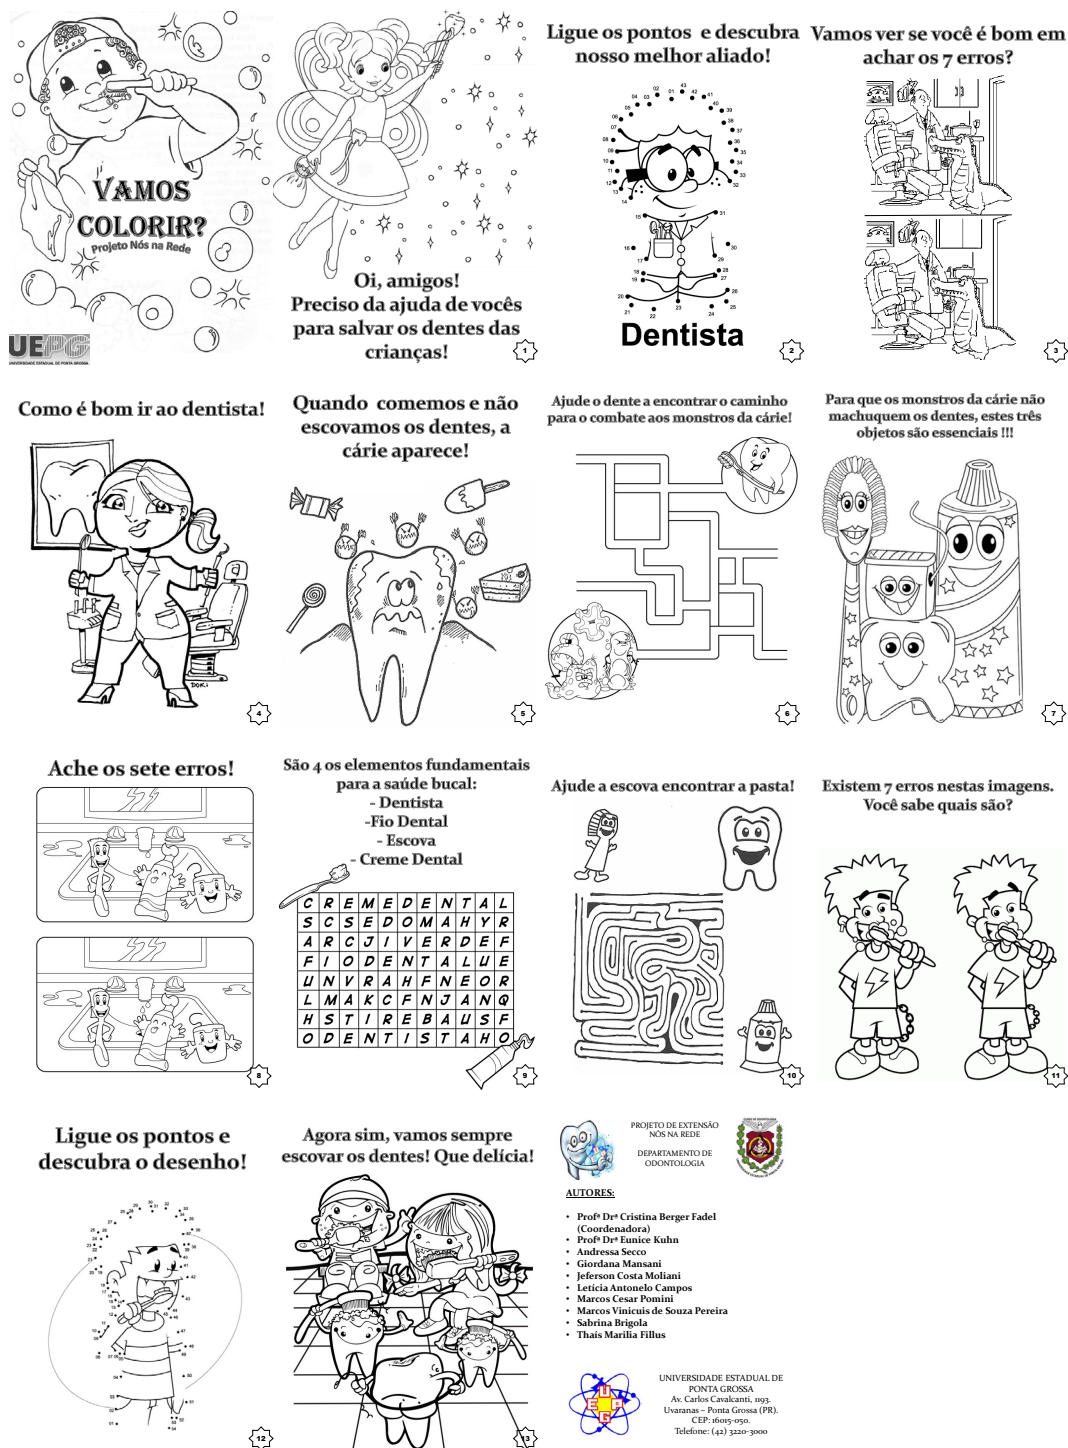 VAMOS
COLORIR?
Projeto Nós na Rede
UEPG
UNIVERSIDADE ESTADUAL DE PONTA GROSSA
Oi, amigos!
Preciso da ajuda de vocês
para salvar os dentes das
crianças!
1
Ligue os pontos e descubra
nosso melhor aliado!
Dentista
2
Vamos ver se você é bom em
achar os 7 erros?
3
Como é bom ir ao dentista!
DOKI
4
Quando comemos e não
escovamos os dentes, a
cárie aparece!
5
Ajude o dente a encontrar o caminho
para o combate aos monstros da cárie!
6
Para que os monstros da cárie não
machuquem os dentes, estes três
objetos são essenciais !!!
7
Ache os sete erros!
8
São 4 os elementos fundamentais
para a saúde bucal:
- Dentista
-Fio Dental
- Escova
- Creme Dental
C R E M E D E N T A L
S C S E D O M A H Y R
A R C J I V E R D E F
F I O D E N T A L U E
U N V R A H F N E O R
L M A K C F N J A N Q
H S T I R E B A U S F
O D E N T I S T A H O
9
Ajude a escova encontrar a pasta!
10
Existem 7 erros nestas imagens.
Você sabe quais são?
11
Ligue os pontos e
descubra o desenho!
12
Agora sim, vamos sempre
escovar os dentes! Que delícia!
13
PROJETO DE EXTENSÃO
NÓS NA REDE
DEPARTAMENTO DE
ODONTOLOGIA
AUTORES:
• Profª Drª Cristina Berger Fadel
(Coordenadora)
• Profª Drª Eunice Kuhn
• Andressa Secco
• Giordana Mansani
• Jeferson Costa Moliani
• Letícia Antonelo Campos
• Marcos Cesar Pomini
• Marcos Vinicuis de Souza Pereira
• Sabrina Brigola
• Thaís Marilia Fillus
U
E P
G
UNIVERSIDADE ESTADUAL DE
PONTA GROSSA
Av. Carlos Cavalcanti, 1193.
Uvaranas – Ponta Grossa (PR).
CEP: 16015-050.
Telefone: (42) 3220-3000